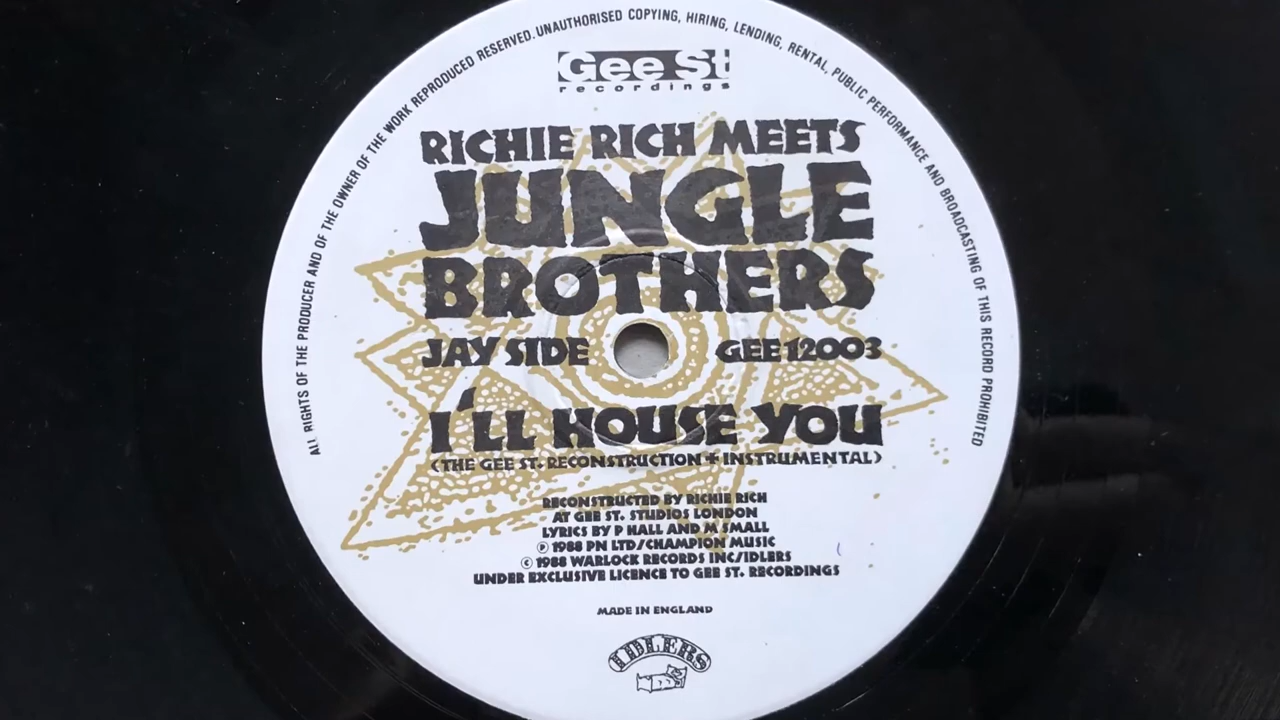 ALL RIGHTS OF THE PRODUCER AND OF THE OWNER OF THE WORK REPRODUCED RESERVED. UNAUTHORISED COPYING, HIRING, LENDING, RENTAL, PUBLIC PERFORMANCE AND BROADCASTING OF THIS RECORD PROHIBITED
Gee St
recordings
RICHIE RICH MEETS
JUNGLE
BROTHERS
JAY SIDE GEE 12003
I'LL HOUSE YOU
(THE GEE ST. RECONSTRUCTION + INSTRUMENTAL)
RECONSTRUCTED BY RICHIE RICH
AT GEE ST. STUDIOS LONDON
LYRICS BY P HALL AND M SMALL
℗ 1988 PN LTD/CHAMPION MUSIC
© 1988 WARLOCK RECORDS INC/IDLERS
UNDER EXCLUSIVE LICENCE TO GEE ST. RECORDINGS
MADE IN ENGLAND
IDLERS